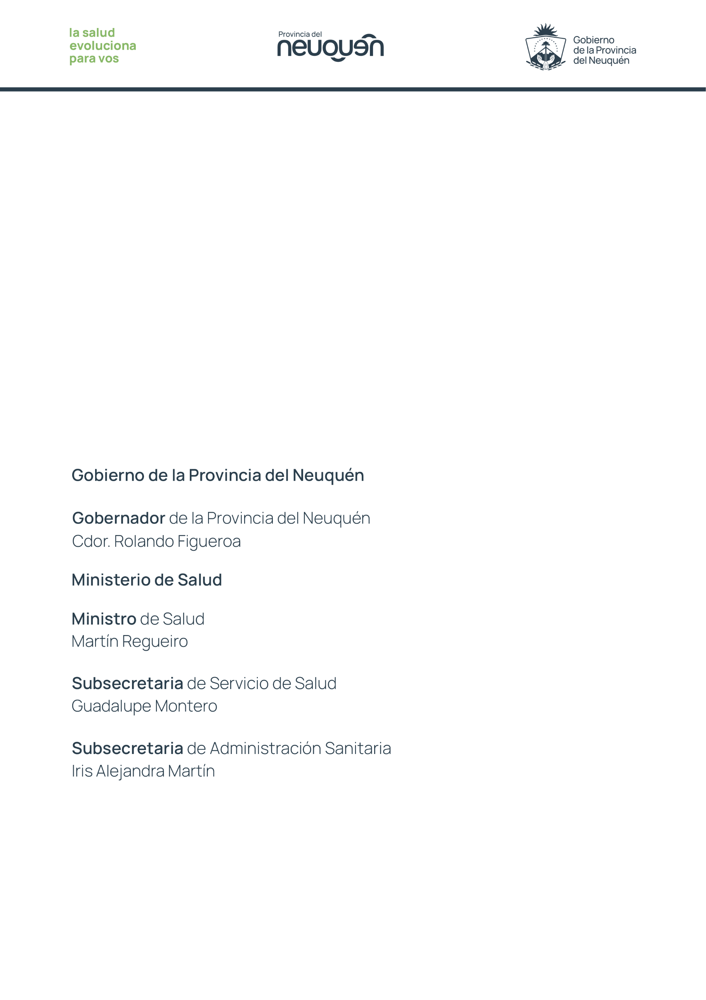 la salud
evoluciona
para vos
Provincia del
neuquén
Gobierno
de la Provincia
del Neuquén
Gobierno de la Provincia del Neuquén
Gobernador de la Provincia del Neuquén
Cdor. Rolando Figueroa
Ministerio de Salud
Ministro de Salud
Martín Regueiro
Subsecretaria de Servicio de Salud
Guadalupe Montero
Subsecretaria de Administración Sanitaria
Iris Alejandra Martín